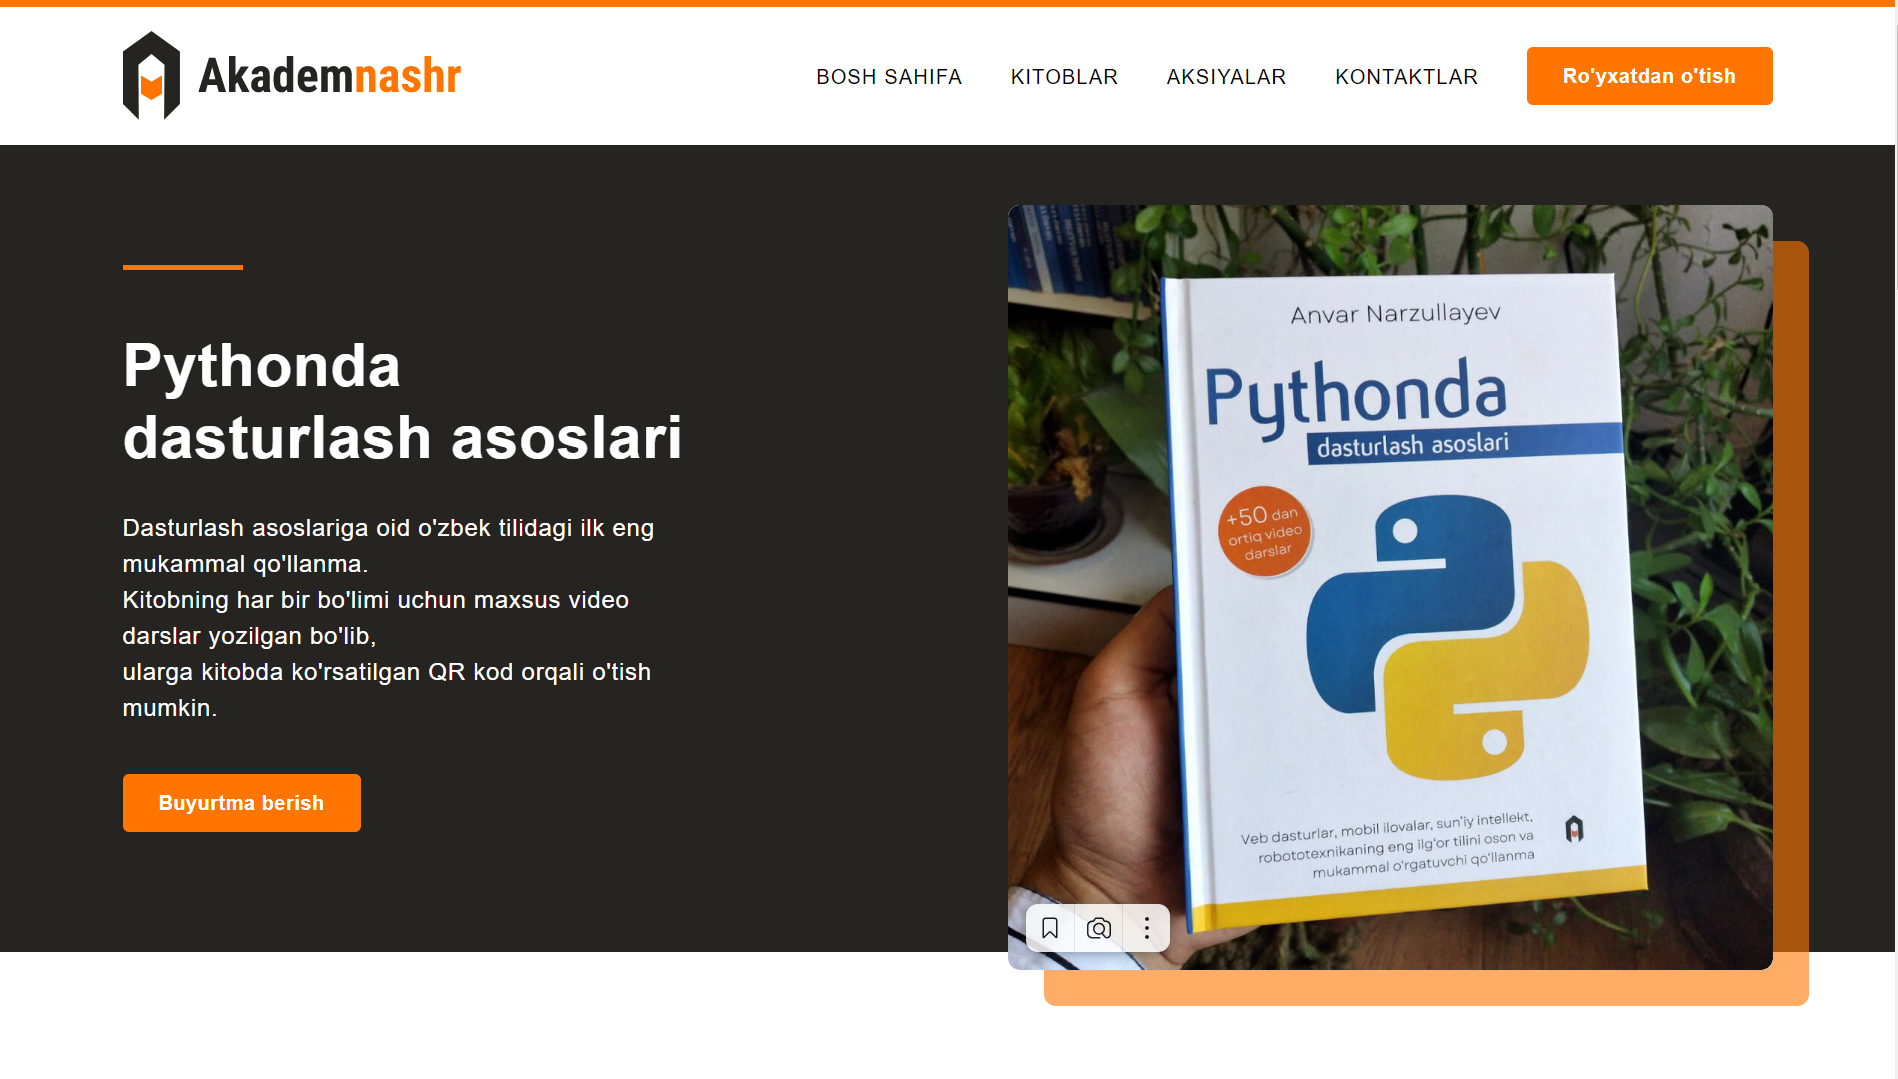 Akademnashr
BOSH SAHIFA
KITOBLAR
AKSIYALAR
KONTAKTLAR
Ro'yxatdan o'tish
Pythonda
dasturlash asoslari
Dasturlash asoslariga oid o'zbek tilidagi ilk eng
mukammal qo'llanma.
Kitobning har bir bo'limi uchun maxsus video
darslar yozilgan bo'lib,
ularga kitobda ko'rsatilgan QR kod orqali o'tish
mumkin.
Buyurtma berish
Anvar Narzullayev
Pythonda
dasturlash asoslari
+50 dan
ortiq video
darslar
Veb dasturlar, mobil ilovalar, sun'iy intellekt,
robototexnikaning eng ilg'or tilini oson va
mukammal o'rgatuvchi qo'llanma